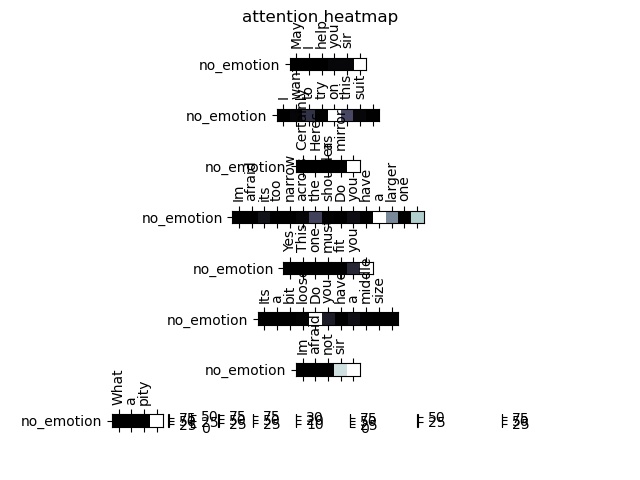 attention heatmap
May I help you sir
no_emotion
I want to try on this suit
no_emotion
Certainly Here is mirror
no_emotion
Im afraid its too narrow across the shoulders Do you have a larger one
no_emotion
Yes This one must fit you
no_emotion
Its a bit loose Do you have a middle size
no_emotion
Im afraid not sir
no_emotion
What a pity
no_emotion